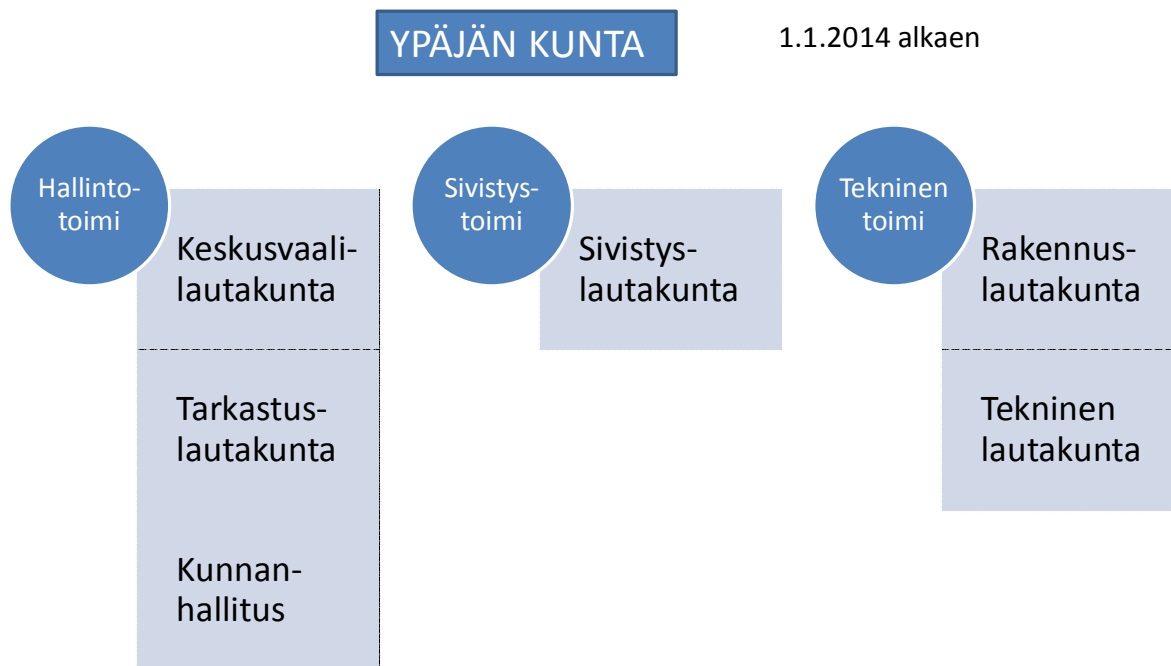 YPÄJÄN KUNTA
1.1.2014 alkaen
Hallinto-
toimi
Keskusvaali-
lautakunta
Tarkastus-
lautakunta
Kunnan-
hallitus
Sivistys-
toimi
Sivistys-
lautakunta
Tekninen
toimi
Rakennus-
lautakunta
Tekninen
lautakunta